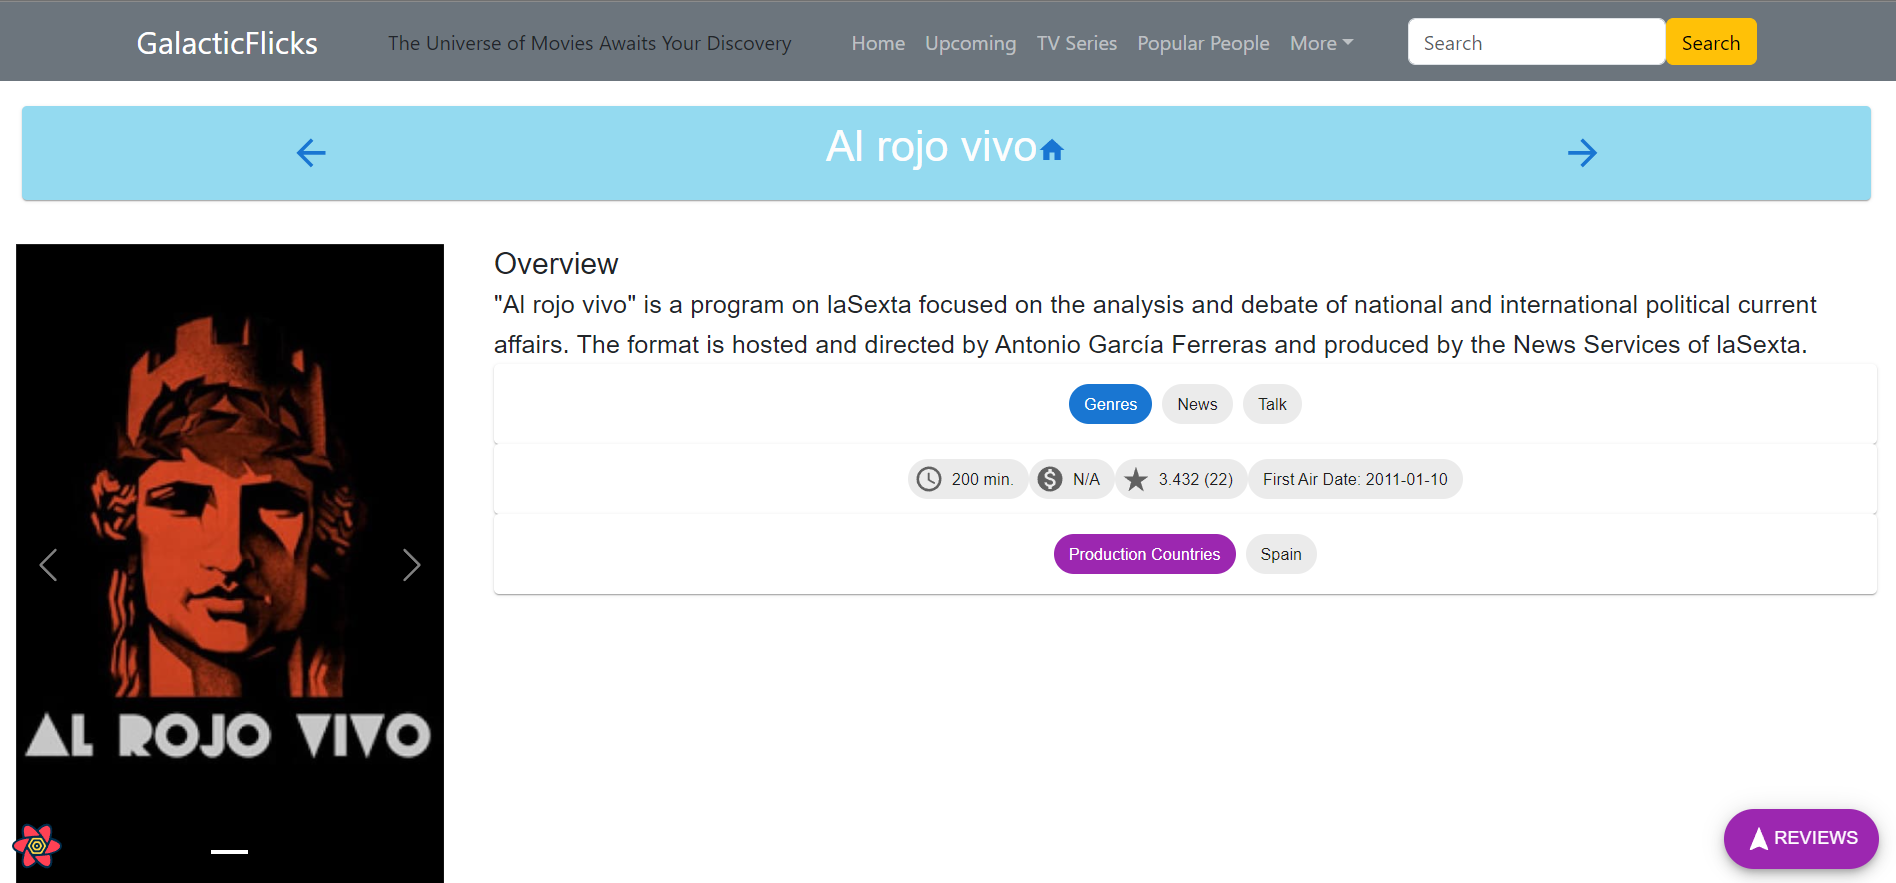 GalacticFlicks The Universe of Movies Awaits Your Discovery Home Upcoming TV Series Popular People More Search Search
Al rojo vivo
Overview
"Al rojo vivo" is a program on laSexta focused on the analysis and debate of national and international political current
affairs. The format is hosted and directed by Antonio García Ferreras and produced by the News Services of laSexta.
Genres News Talk
200 min. N/A 3.432 (22) First Air Date: 2011-01-10
Production Countries Spain
AL ROJO VIVO
REVIEWS